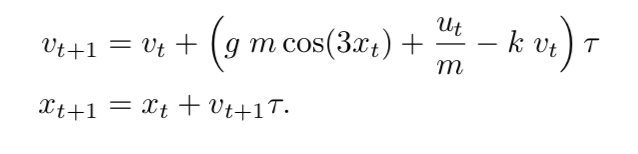 v_{t+1} = v_t + \left( g \, m \cos(3x_t) + \frac{u_t}{m} - k \, v_t \right) \tau
x_{t+1} = x_t + v_{t+1} \tau.